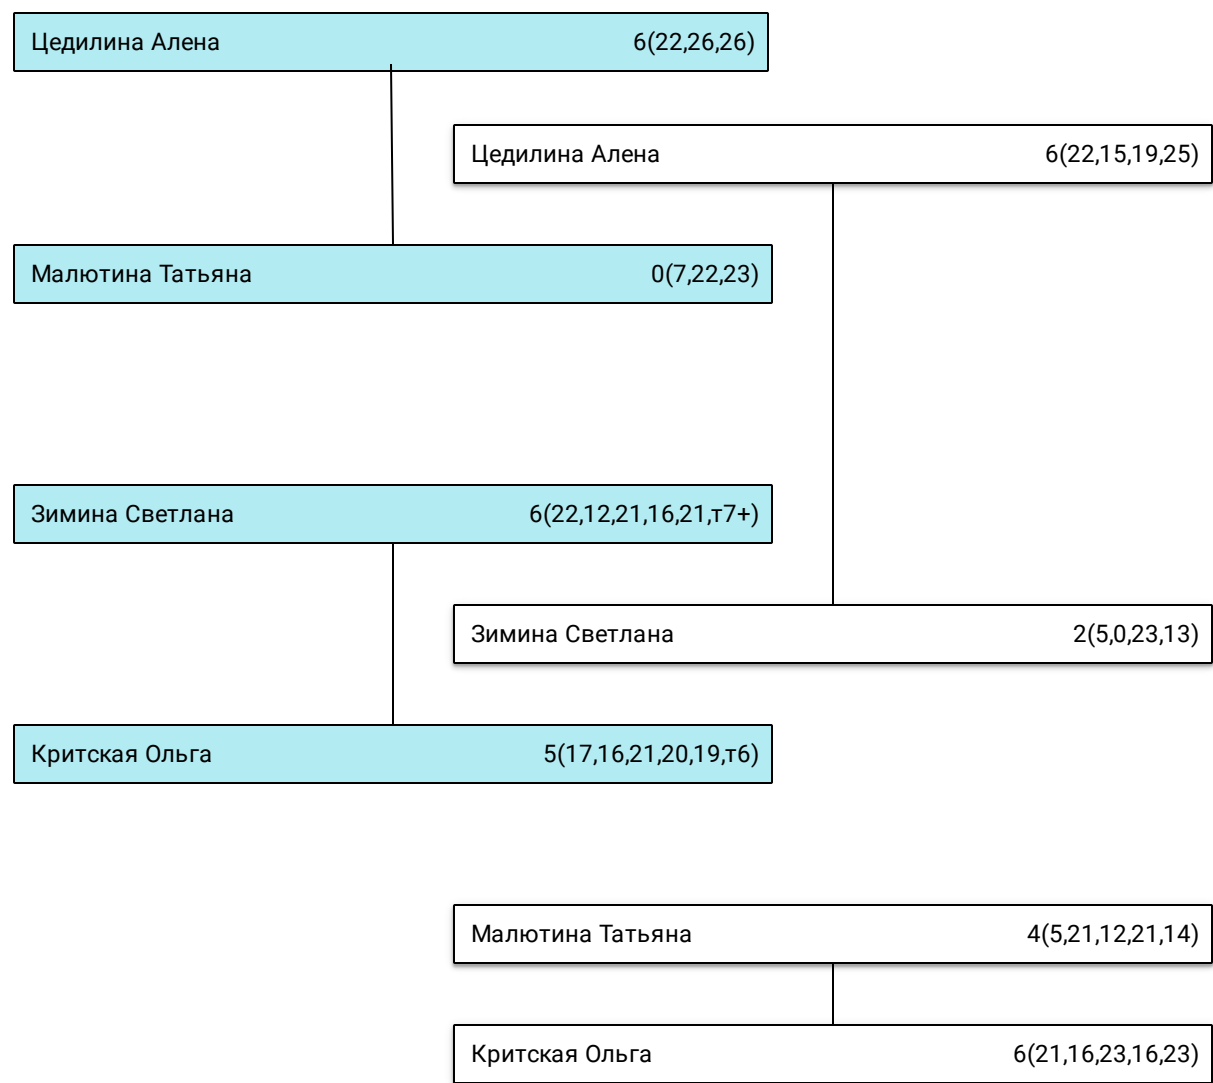 Цедилина Алена 6(22,26,26)
Цедилина Алена 6(22,15,19,25)
Малютина Татьяна 0(7,22,23)
Зимина Светлана 6(22,12,21,16,21,т7+)
Зимина Светлана 2(5,0,23,13)
Критская Ольга 5(17,16,21,20,19,т6)
Малютина Татьяна 4(5,21,12,21,14)
Критская Ольга 6(21,16,23,16,23)